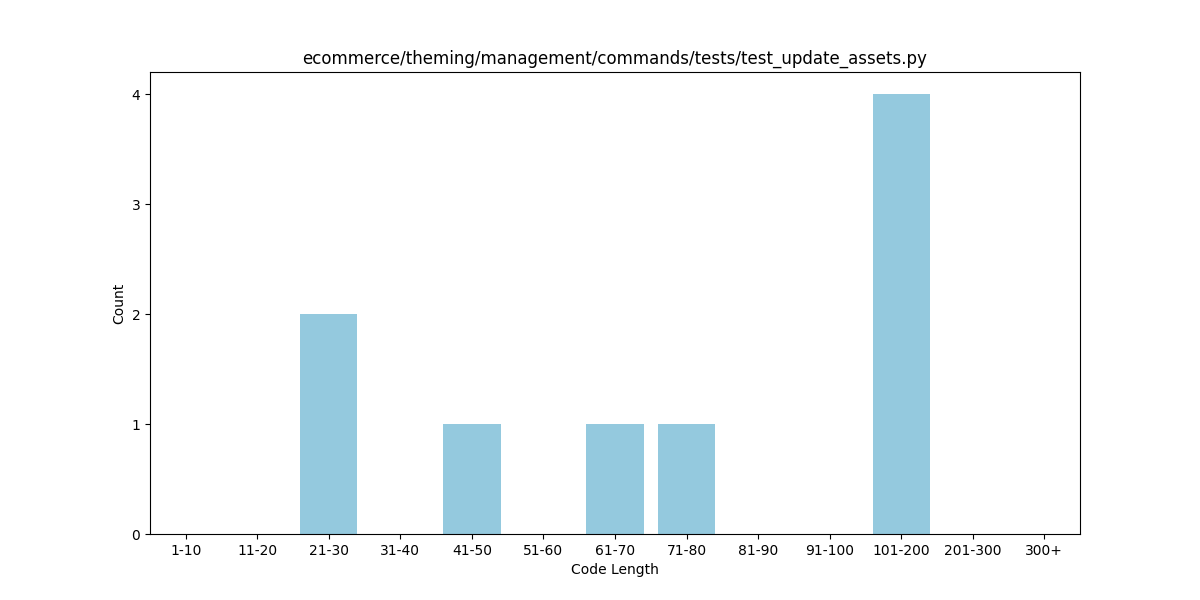 ecommerce/theming/management/commands/tests/test_update_assets.py
4
3
2
1
0
Count
1-10 11-20 21-30 31-40 41-50 51-60 61-70 71-80 81-90 91-100 101-200 201-300 300+
Code Length